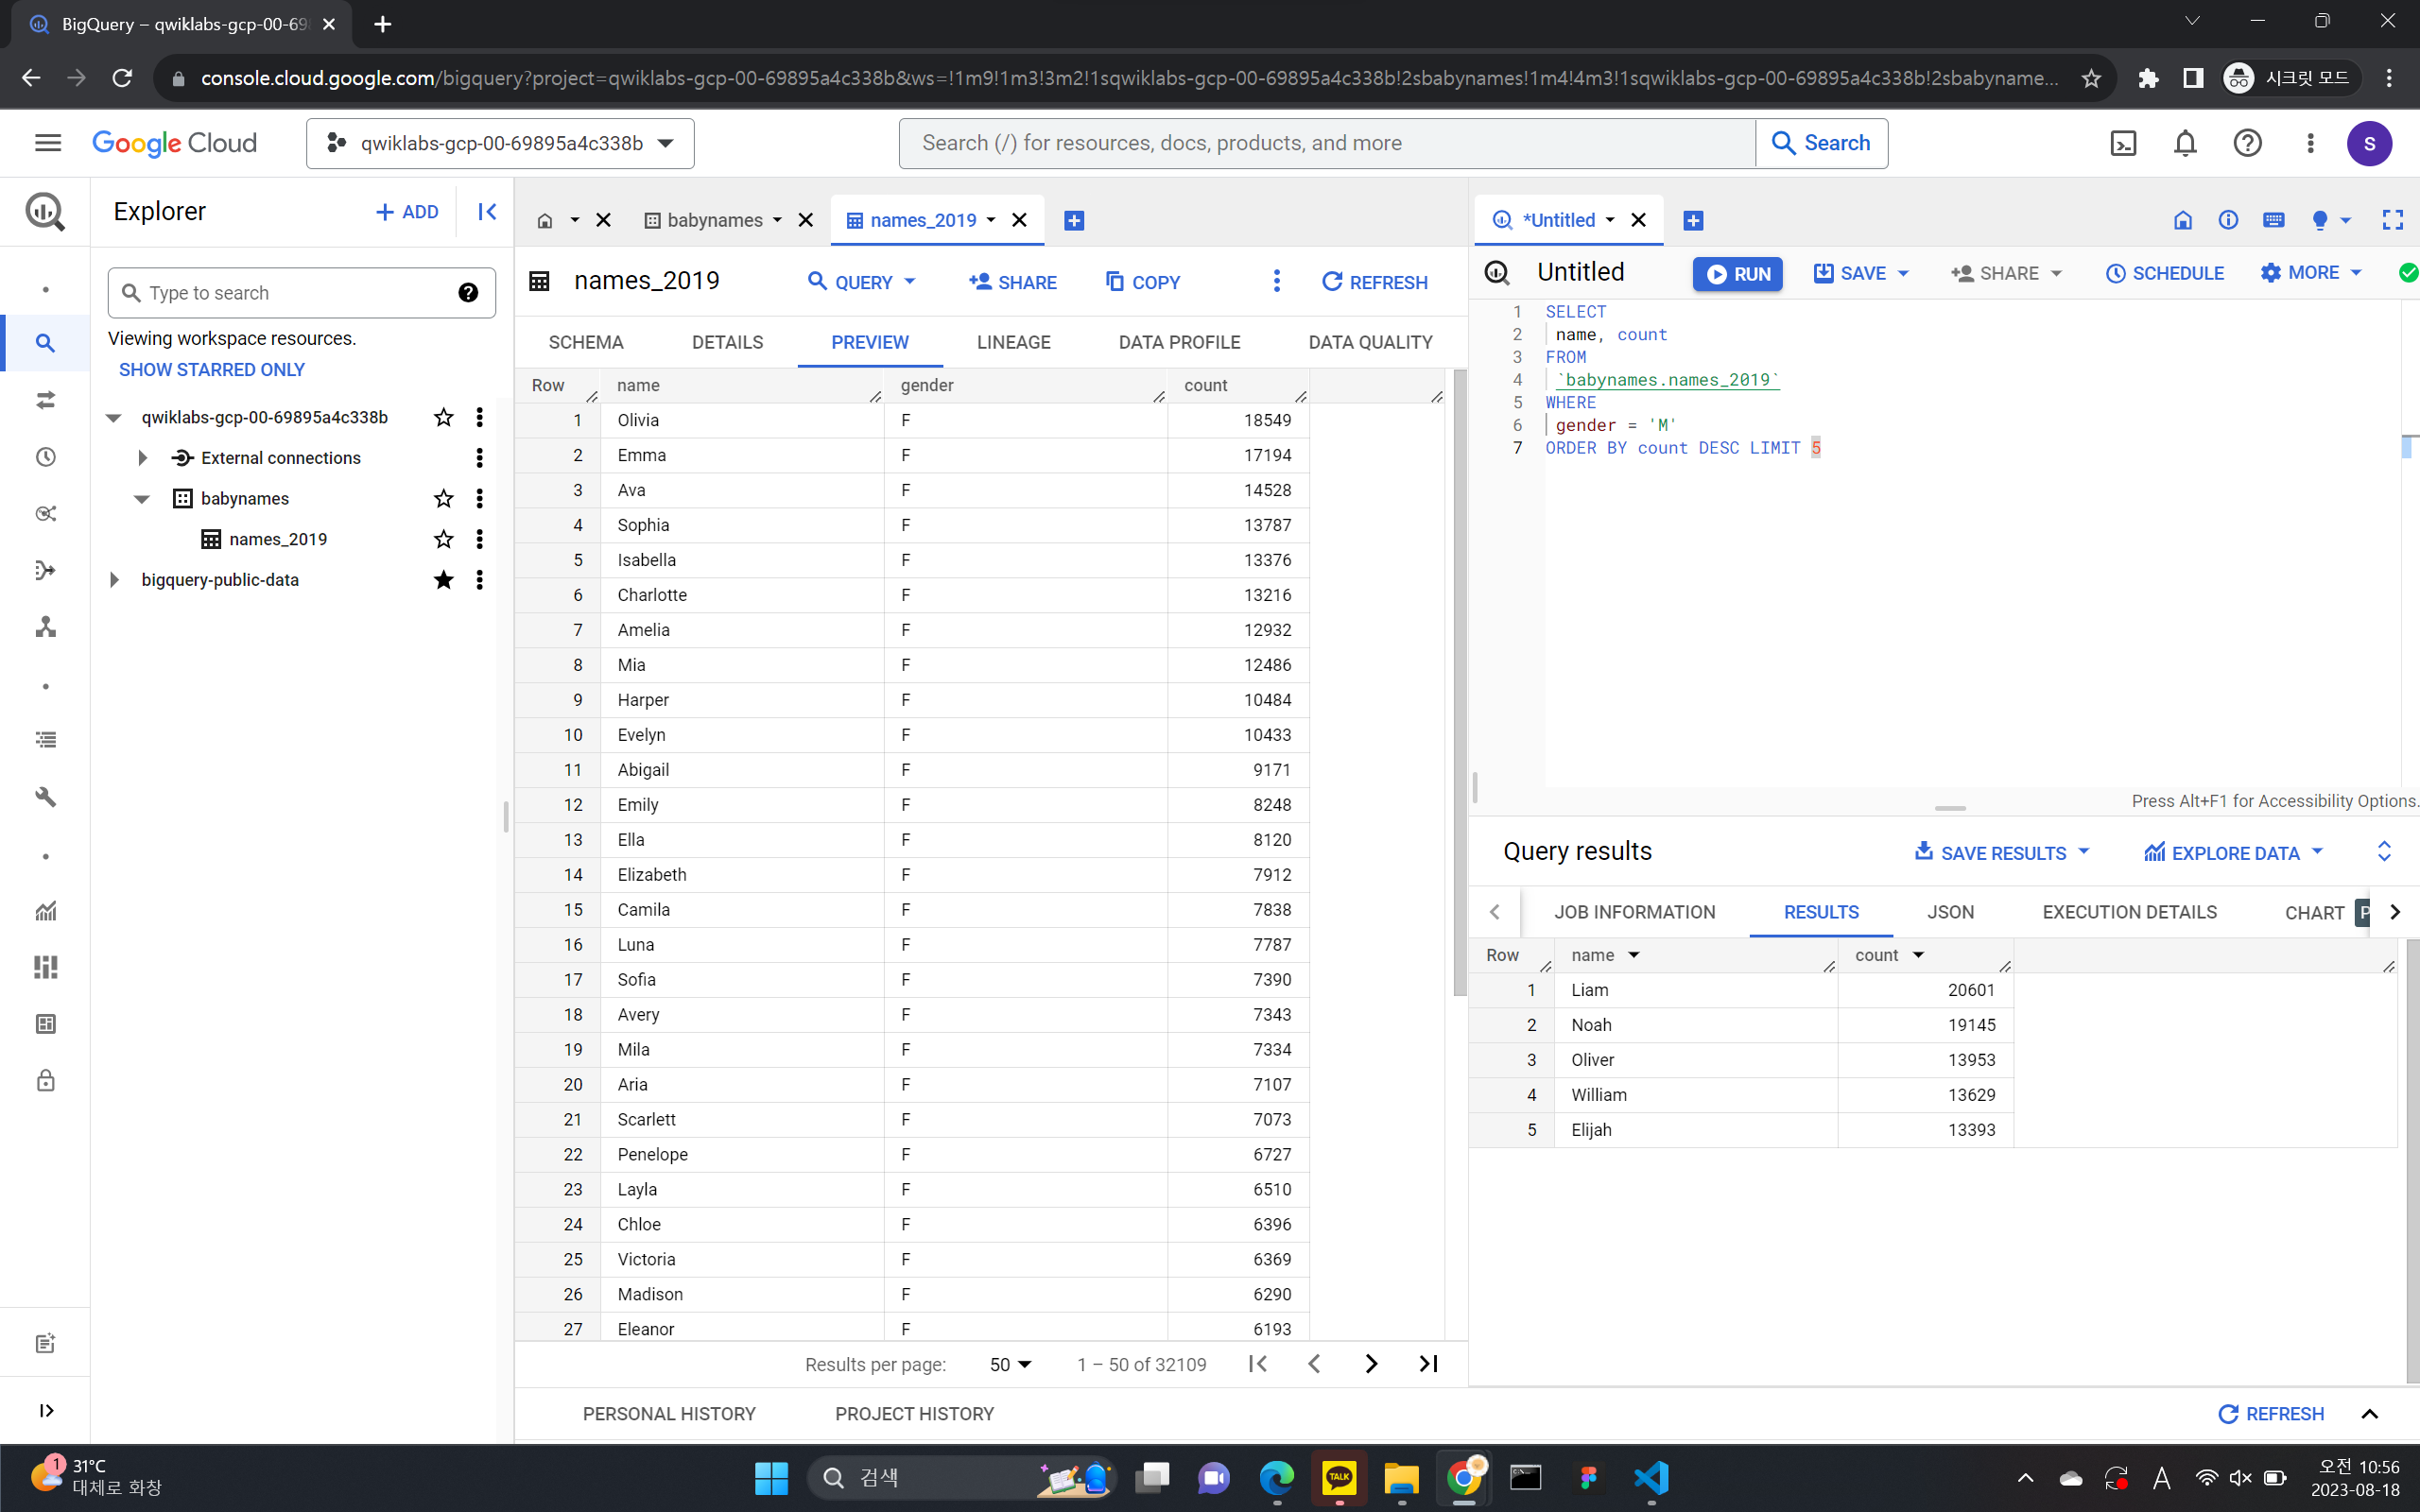 BigQuery – qwiklabs-gcp-00-698
console.cloud.google.com/bigquery?project=qwiklabs-gcp-00-69895a4c338b&ws=!1m9!1m3!3m2!1sqwiklabs-gcp-00-69895a4c338b!2sbabynames!1m4!4m3!1sqwiklabs-gcp-00-69895a4c338b!2sbabyname...
시크릿 모드
Google Cloud
qwiklabs-gcp-00-69895a4c338b
Search (/) for resources, docs, products, and more
Search
S
Explorer
+ ADD
Type to search
Viewing workspace resources.
SHOW STARRED ONLY
qwiklabs-gcp-00-69895a4c338b
External connections
babynames
names_2019
bigquery-public-data
babynames
names_2019
names_2019
QUERY
SHARE
COPY
REFRESH
SCHEMA DETAILS PREVIEW LINEAGE DATA PROFILE DATA QUALITY
Row name gender count
1 Olivia F 18549
2 Emma F 17194
3 Ava F 14528
4 Sophia F 13787
5 Isabella F 13376
6 Charlotte F 13216
7 Amelia F 12932
8 Mia F 12486
9 Harper F 10484
10 Evelyn F 10433
11 Abigail F 9171
12 Emily F 8248
13 Ella F 8120
14 Elizabeth F 7912
15 Camila F 7838
16 Luna F 7787
17 Sofia F 7390
18 Avery F 7343
19 Mila F 7334
20 Aria F 7107
21 Scarlett F 7073
22 Penelope F 6727
23 Layla F 6510
24 Chloe F 6396
25 Victoria F 6369
26 Madison F 6290
27 Eleanor F 6193
Results per page: 50 1 – 50 of 32109
*Untitled
Untitled
RUN
SAVE
SHARE
SCHEDULE
MORE
1 SELECT
2 name, count
3 FROM
4 `babynames.names_2019`
5 WHERE
6 gender = 'M'
7 ORDER BY count DESC LIMIT 5
Press Alt+F1 for Accessibility Options.
Query results
SAVE RESULTS
EXPLORE DATA
JOB INFORMATION RESULTS JSON EXECUTION DETAILS CHART P
Row name count
1 Liam 20601
2 Noah 19145
3 Oliver 13953
4 William 13629
5 Elijah 13393
PERSONAL HISTORY PROJECT HISTORY
REFRESH
1
31°C
대체로 화창
검색
TALK
A
오전 10:56
2023-08-18